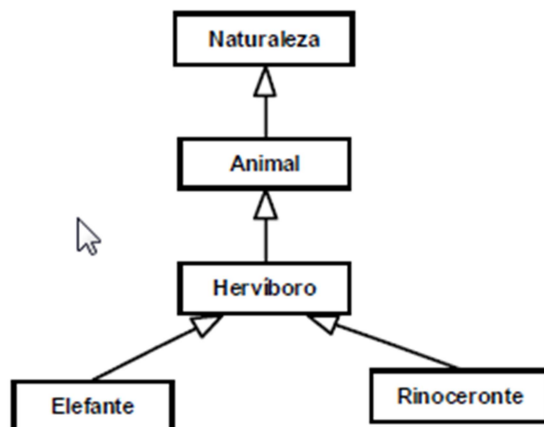 Naturaleza
Animal
Hervíboro
Elefante
Rinoceronte